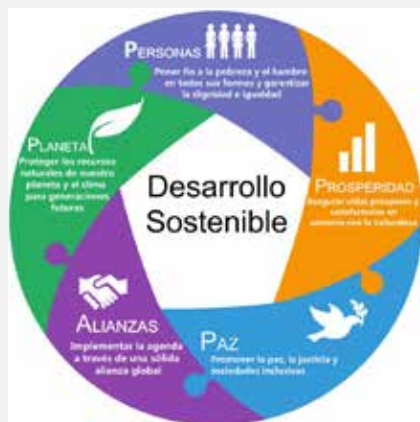 PERSONAS
Poner fin a la pobreza y el hambre
en todas sus formas y garantizar
la dignidad e igualdad
PROSPERIDAD
Asegurar vidas prósperas y
satisfactorias en
armonía con la naturaleza
PAZ
Promover la paz, la justicia y
sociedades inclusivas
ALIANZAS
Implementar la agenda
a través de una sólida
alianza global
PLANETA
Proteger los recursos
naturales de nuestro
planeta y el clima
para generaciones
futuras
Desarrollo
Sostenible